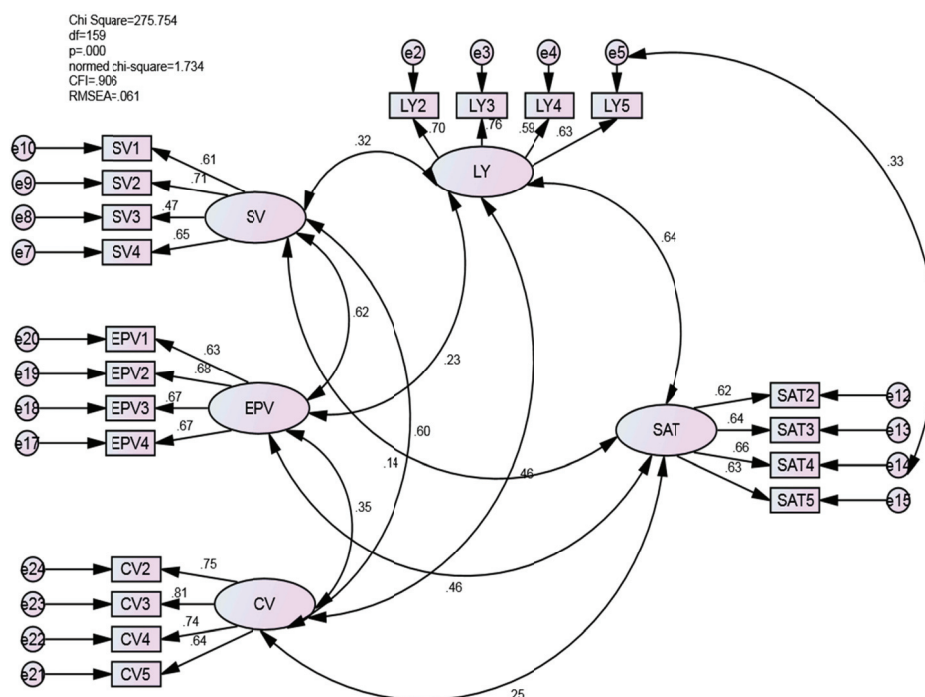 Chi Square=275.754
df=159
p=.000
normed chi-square=1.734
CFI=.906
RMSEA=.061
e2 e3 e4 e5
LY2 LY3 LY4 LY5
.70 .76 .59 .63
LY
e10 SV1 .61
e9 SV2 .71
e8 SV3 .47
e7 SV4 .65
SV
.32
.33
.64
.62
.23
e20 EPV1 .63
e19 EPV2 .68
e18 EPV3 .67
e17 EPV4 .67
EPV
SAT
.62 SAT2 e12
.64 SAT3 e13
.66 SAT4 e14
.63 SAT5 e15
.60
.14
.46
.35
.46
e24 CV2 .75
e23 CV3 .81
e22 CV4 .74
e21 CV5 .64
CV
.25